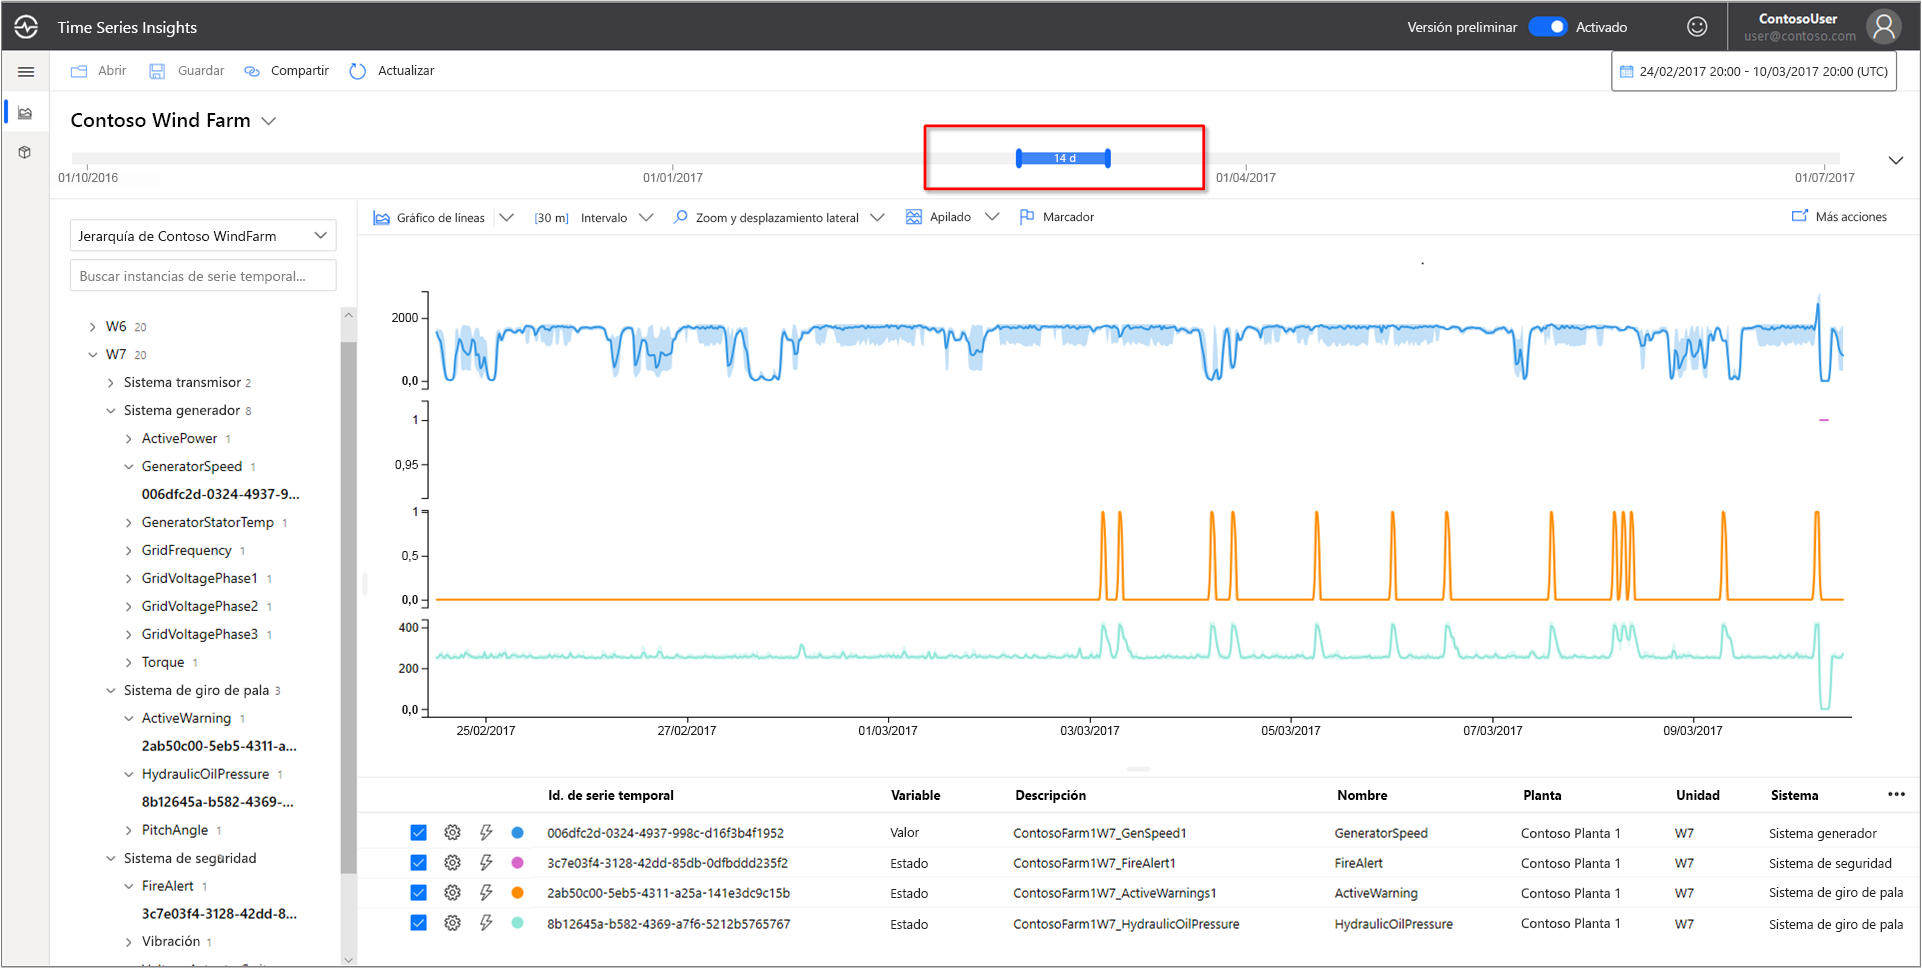 Time Series Insights
Versión preliminar
Activado
ContosoUser
user@contoso.com
Abrir
Guardar
Compartir
Actualizar
24/02/2017 20:00 - 10/03/2017 20:00 (UTC)
Contoso Wind Farm
14 d
01/10/2016
01/01/2017
01/04/2017
01/07/2017
Jerarquía de Contoso WindFarm
Buscar instancias de serie temporal...
W6 20
W7 20
Sistema transmisor 2
Sistema generador 8
ActivePower 1
GeneratorSpeed 1
006dfc2d-0324-4937-9...
GeneratorStatorTemp 1
GridFrequency 1
GridVoltagePhase1 1
GridVoltagePhase2 1
GridVoltagePhase3 1
Torque 1
Sistema de giro de pala 3
ActiveWarning 1
2ab50c00-5eb5-4311-a...
HydraulicOilPressure 1
8b12645a-b582-4369-...
PitchAngle 1
Sistema de seguridad
FireAlert 1
3c7e03f4-3128-42dd-8...
Vibración 1
Gráfico de líneas
[30 m] Intervalo
Zoom y desplazamiento lateral
Apilado
Marcador
Más acciones
2000
0,0
1
0,95
1
0,5
0,0
400
200
0,0
25/02/2017
27/02/2017
01/03/2017
03/03/2017
05/03/2017
07/03/2017
09/03/2017
Id. de serie temporal Variable Descripción Nombre Planta Unidad Sistema
006dfc2d-0324-4937-998c-d16f3b4f1952 Valor ContosoFarm1W7_GenSpeed1 GeneratorSpeed Contoso Planta 1 W7 Sistema generador
3c7e03f4-3128-42dd-85db-0dfbddd235f2 Estado ContosoFarm1W7_FireAlert1 FireAlert Contoso Planta 1 W7 Sistema de seguridad
2ab50c00-5eb5-4311-a25a-141e3dc9c15b Estado ContosoFarm1W7_ActiveWarnings1 ActiveWarning Contoso Planta 1 W7 Sistema de giro de pala
8b12645a-b582-4369-a7f6-5212b5765767 Estado ContosoFarm1W7_HydraulicOilPressure HydraulicOilPressure Contoso Planta 1 W7 Sistema de giro de pala